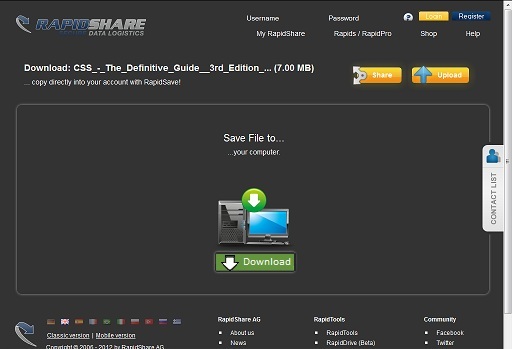 RAPIDSHARE
DATA LOGISTICS
Username Password Login Register
My RapidShare Rapids / RapidPro Shop Help
Download: CSS_-_The_Definitive_Guide__3rd_Edition_... (7.00 MB)
... copy directly into your account with RapidSave!
Share Upload
Save File to...
...your computer.
Download
CONTACT LIST
RapidShare AG RapidTools Community
About us RapidTools Facebook
News RapidDrive (Beta) Twitter
Classic version | Mobile version
Copyright © 2006 - 2012 by RapidShare AG